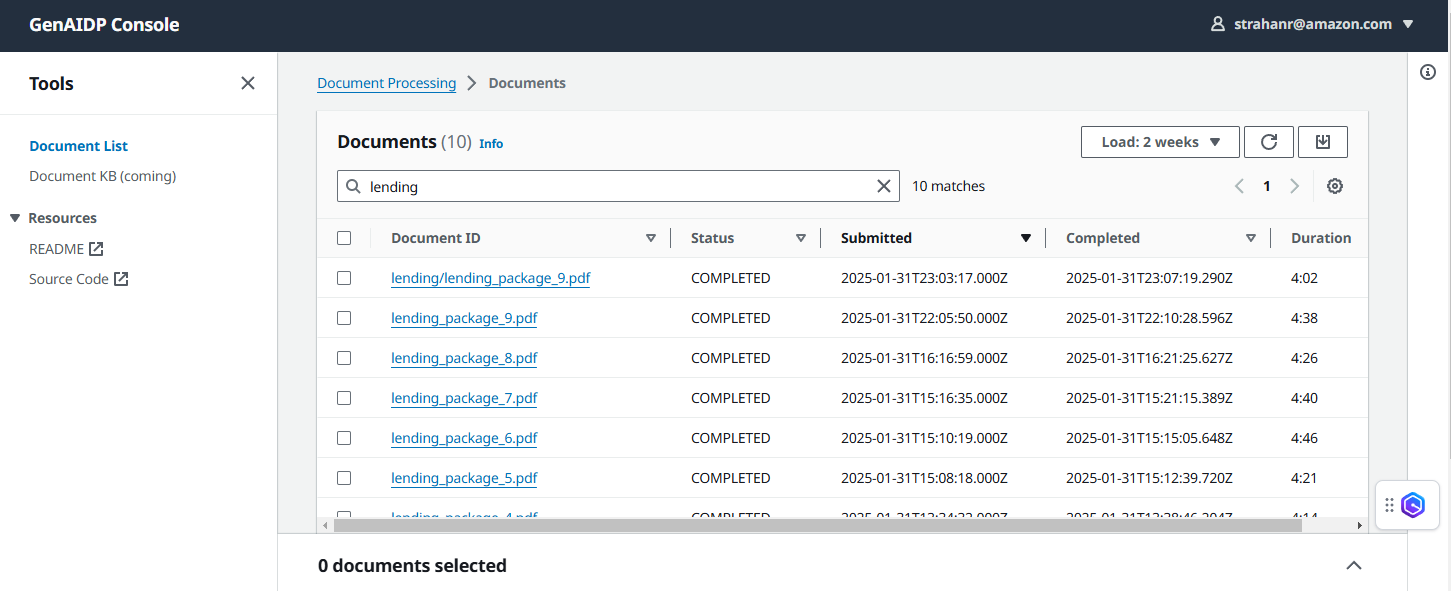 GenAIDP Console
strahanr@amazon.com
Tools
Document List
Document KB (coming)
Resources
README
Source Code
Document Processing > Documents
Documents (10) Info
Load: 2 weeks
lending
10 matches
1
Document ID Status Submitted Completed Duration
lending/lending_package_9.pdf COMPLETED 2025-01-31T23:03:17.000Z 2025-01-31T23:07:19.290Z 4:02
lending_package_9.pdf COMPLETED 2025-01-31T22:05:50.000Z 2025-01-31T22:10:28.596Z 4:38
lending_package_8.pdf COMPLETED 2025-01-31T16:16:59.000Z 2025-01-31T16:21:25.627Z 4:26
lending_package_7.pdf COMPLETED 2025-01-31T15:16:35.000Z 2025-01-31T15:21:15.389Z 4:40
lending_package_6.pdf COMPLETED 2025-01-31T15:10:19.000Z 2025-01-31T15:15:05.648Z 4:46
lending_package_5.pdf COMPLETED 2025-01-31T15:08:18.000Z 2025-01-31T15:12:39.720Z 4:21
lending_package_4.pdf COMPLETED
0 documents selected